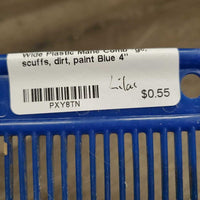 Wide Plastic Mane Comb
scuffs, dirt, paint Blue 4"
Lilac
$0.55
PXY8TN